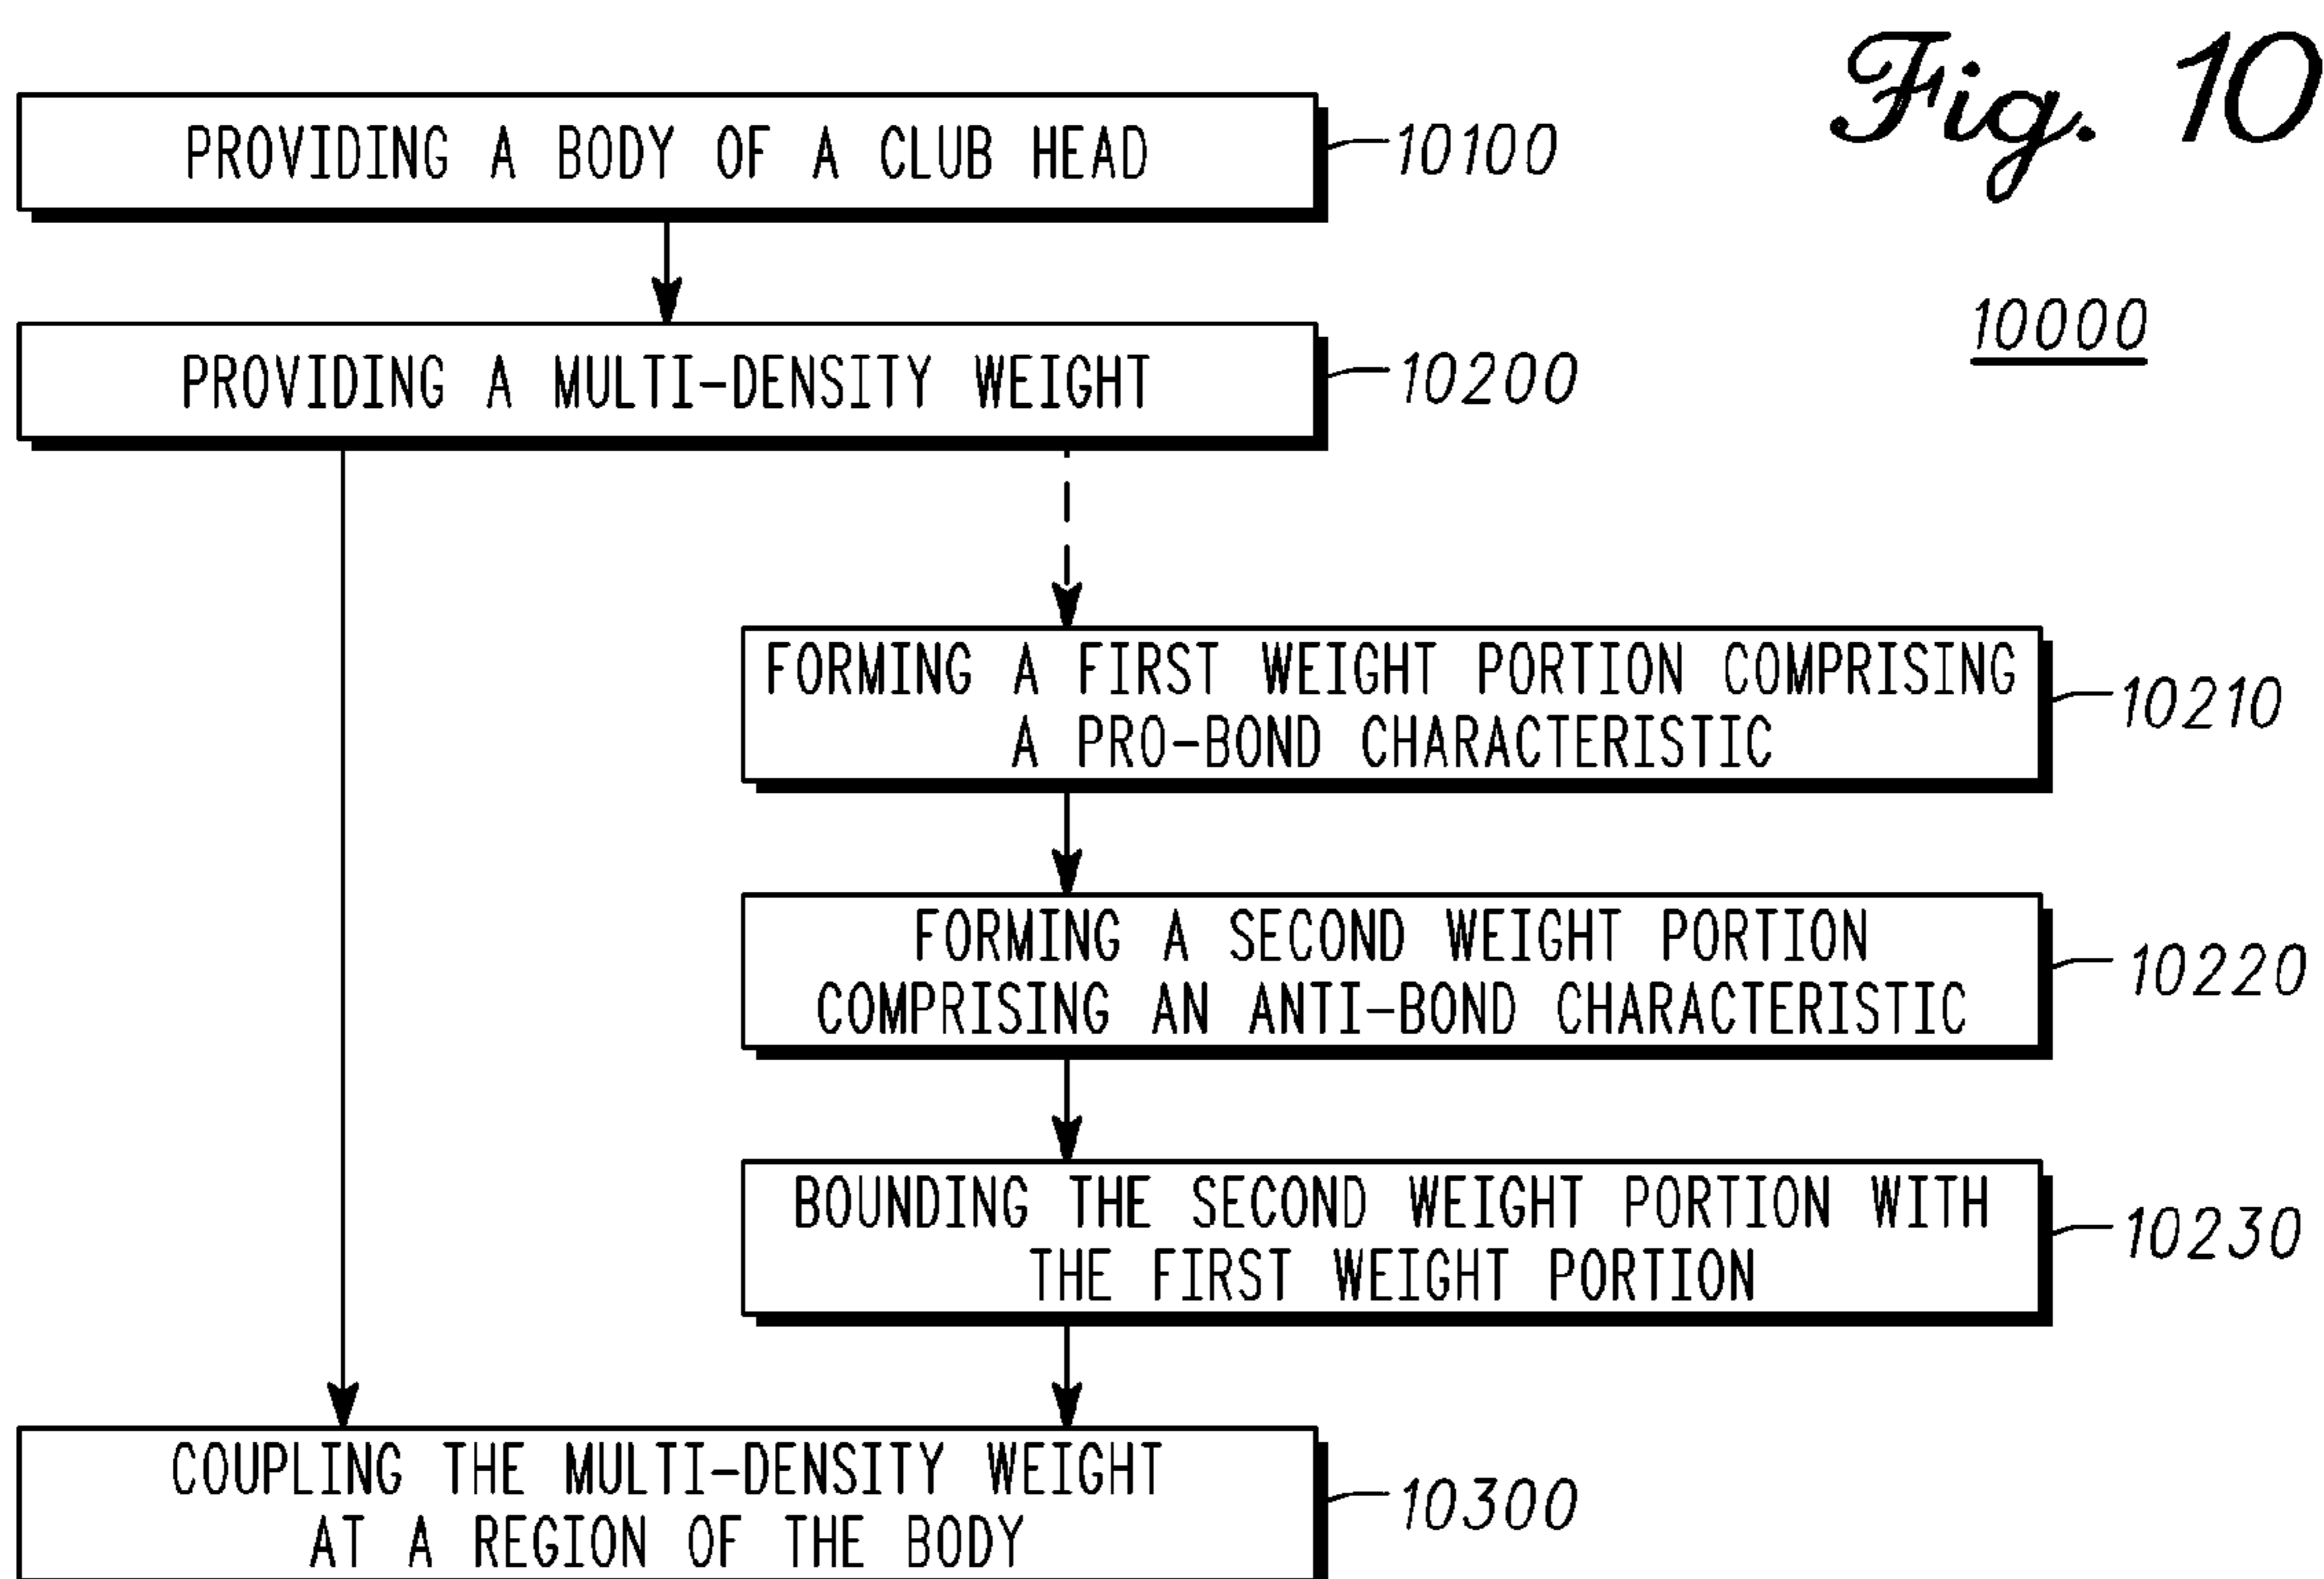 Fig. 10
PROVIDING A BODY OF A CLUB HEAD
10100
10000
PROVIDING A MULTI-DENSITY WEIGHT
10200
FORMING A FIRST WEIGHT PORTION COMPRISING
A PRO-BOND CHARACTERISTIC
10210
FORMING A SECOND WEIGHT PORTION
COMPRISING AN ANTI-BOND CHARACTERISTIC
10220
BOUNDING THE SECOND WEIGHT PORTION WITH
THE FIRST WEIGHT PORTION
10230
COUPLING THE MULTI-DENSITY WEIGHT
AT A REGION OF THE BODY
10300